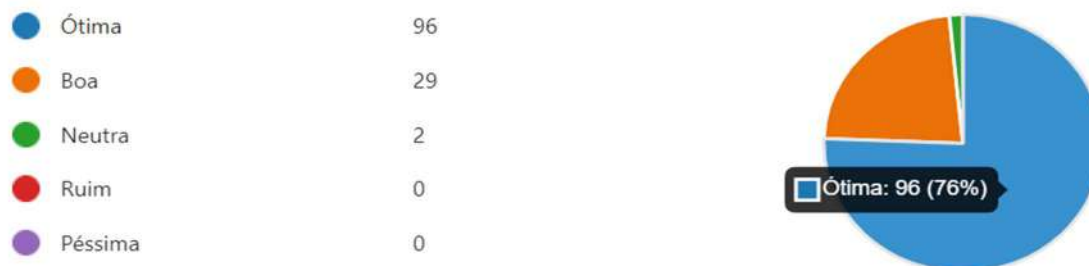 Ótima 96
Boa 29
Neutra 2
Ruim 0
Péssima 0
Ótima: 96 (76%)